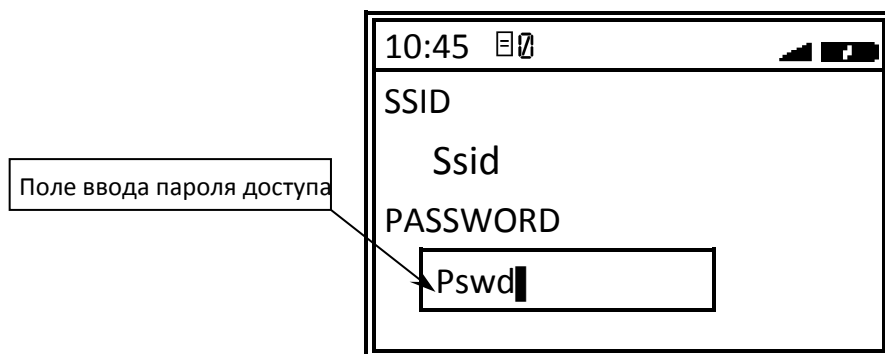 10:45
SSID
Ssid
Поле ввода пароля доступа
PASSWORD
Pswd